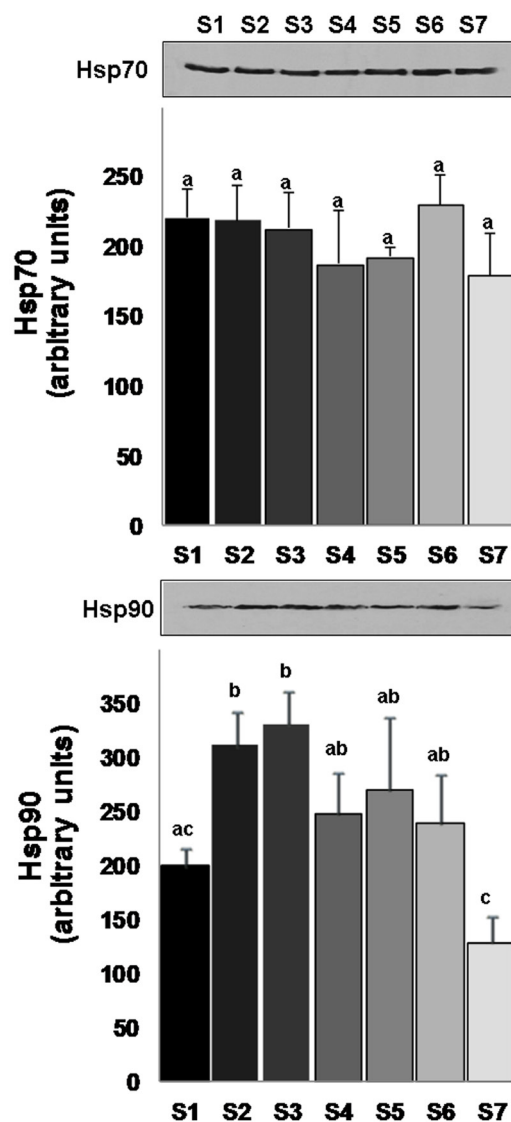 S1 S2 S3 S4 S5 S6 S7
Hsp70
Hsp70
(arbitrary units)
250
200
150
100
50
0
a a a a a a a
S1 S2 S3 S4 S5 S6 S7
Hsp90
Hsp90
(arbitrary units)
350
300
250
200
150
100
50
0
ac b b ab ab ab c
S1 S2 S3 S4 S5 S6 S7